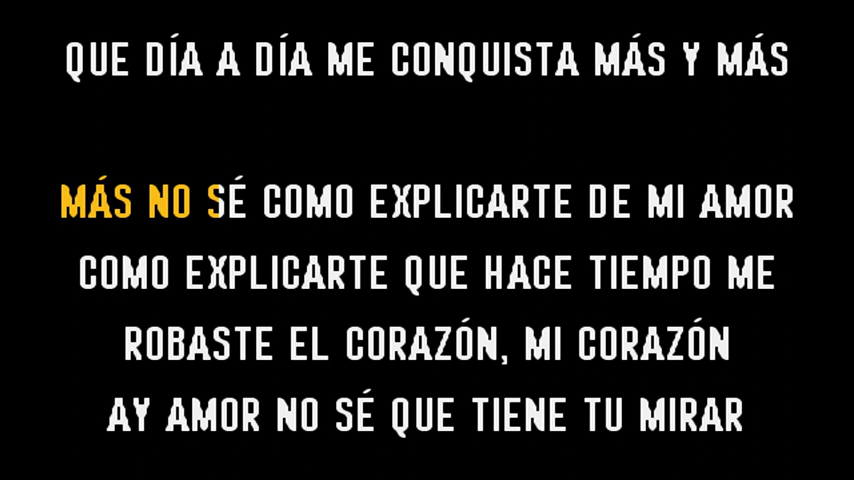 QUE DÍA A DÍA ME CONQUISTA MÁS Y MÁS
MÁS NO SÉ COMO EXPLICARTE DE MI AMOR
COMO EXPLICARTE QUE HACE TIEMPO ME
ROBASTE EL CORAZÓN, MI CORAZÓN
AY AMOR NO SÉ QUE TIENE TU MIRAR